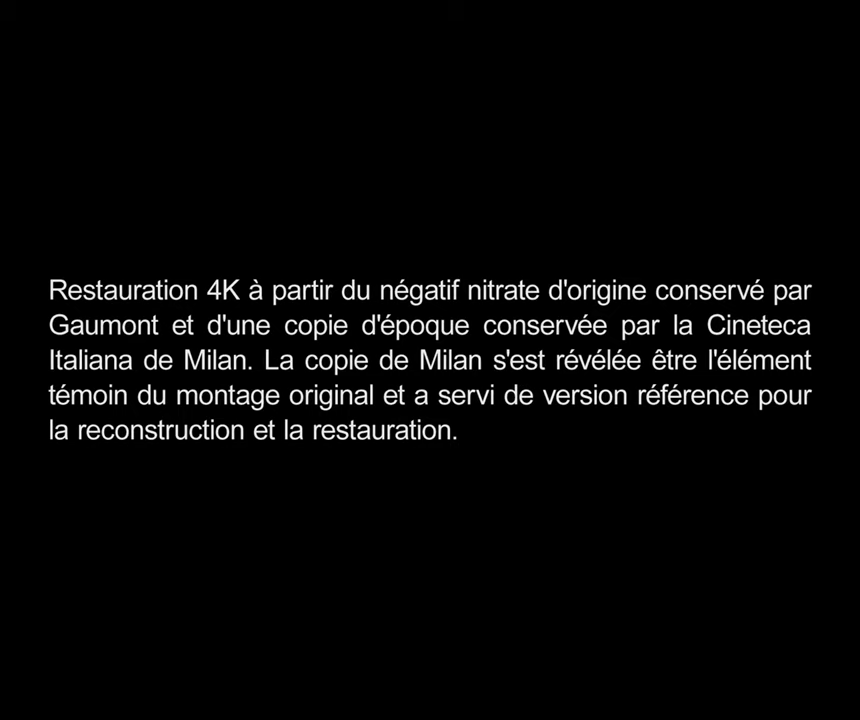 Restauration 4K à partir du négatif nitrate d'origine conservé par
Gaumont et d'une copie d'époque conservée par la Cineteca
Italiana de Milan. La copie de Milan s'est révélée être l'élément
témoin du montage original et a servi de version référence pour
la reconstruction et la restauration.